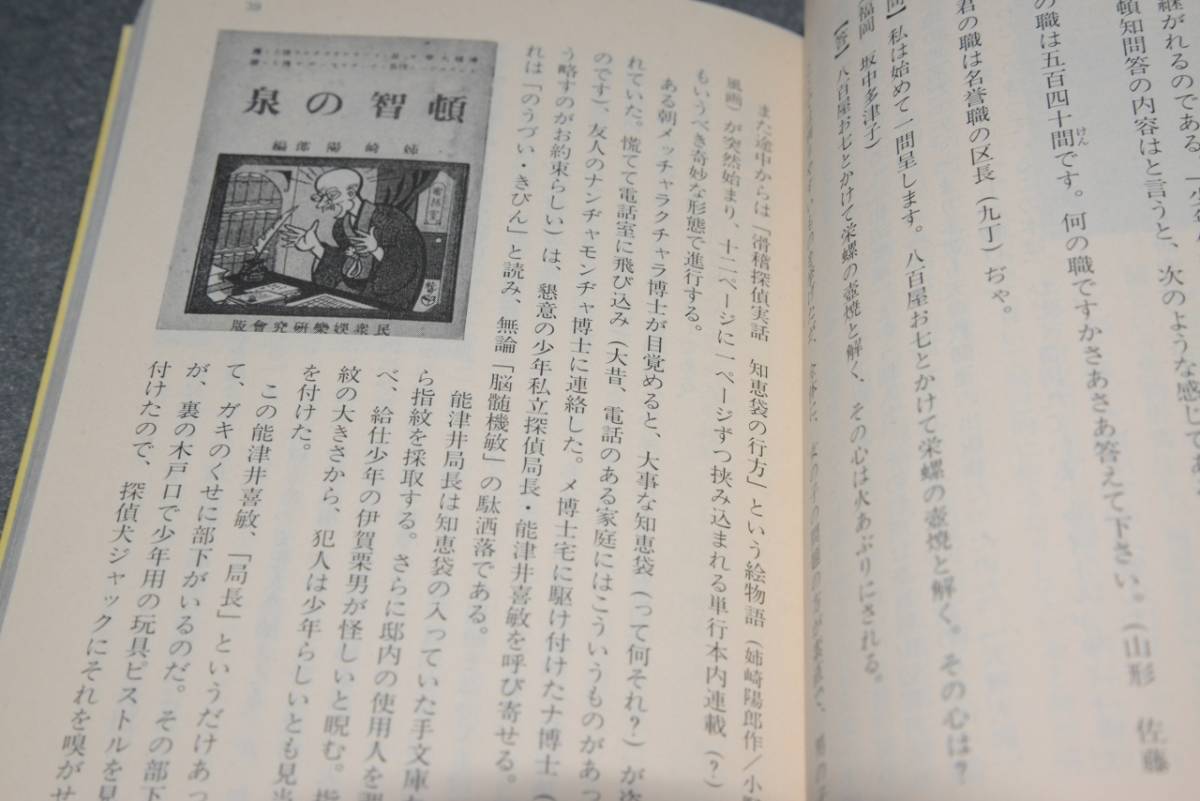 継がれるのである。
頓知問答の内容はと言うと、次のような感じで
の職は五百四十間です。何の職ですかさあさあ答えて下さい。(山形 佐藤
君の職は名誉職の区長(九丁)ぢゃ。
問】私は始めて一間呈します。八百屋お七とかけて栄螺の壺焼と解く。その心は?
福岡 坂中多津子)
【答】八百屋お七とかけて栄螺の壺焼と解く、その心は火あぶりにされる。
39
頓智の泉
姉崎陽郎編
民衆娯楽研究會版
また途中からは「滑稽探偵実話 知恵袋の行方」という絵物語(姉崎陽郎作/小野
風画)が突然始まり、十二ページに一ページずつ挟み込まれる単行本内連載(?)
もいうべき奇妙な形態で進行する。
ある朝メッチャラクチャラ博士が目覚めると、大事な知恵袋(って何それ?)が盗
れていた。慌てて電話室に飛び込み(大昔、電話のある家庭にはこういうものがあっ
のです)、友人のナンヂャモンヂャ博士に連絡した。メ博士宅に駆け付けたナ博士(
う略すのがお約束らしい)は、懇意の少年私立探偵局長・能津井喜敏を呼び寄せる。
れは「のうづい・きびん」と読み、無論「脳髄機敏」の駄洒落である。
能津井局長は知恵袋の入っていた手文庫か
ら指紋を採取する。さらに邸内の使用人を調
べ、給仕少年の伊賀栗男が怪しいと睨む。指
紋の大きさから、犯人は少年らしいとも見当
を付けた。
この能津井喜敏、「局長」というだけあっ
て、ガキのくせに部下がいるのだ。その部下
が、裏の木戸口で少年用の玩具ピストルを見
付けたので、探偵犬ジャックにそれを嗅がせ